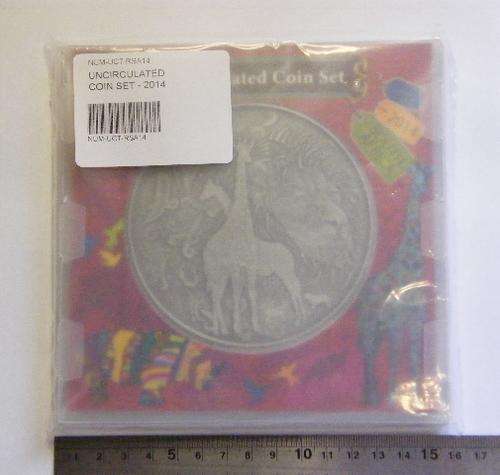 NUM-UCT-RSA14
UNCIRCULATED
COIN SET - 2014
NUM-UCT-RSA14
ated Coin Set
1 2 3 4 5 6 7 8 9 10 11 12 13 14 15 16 17